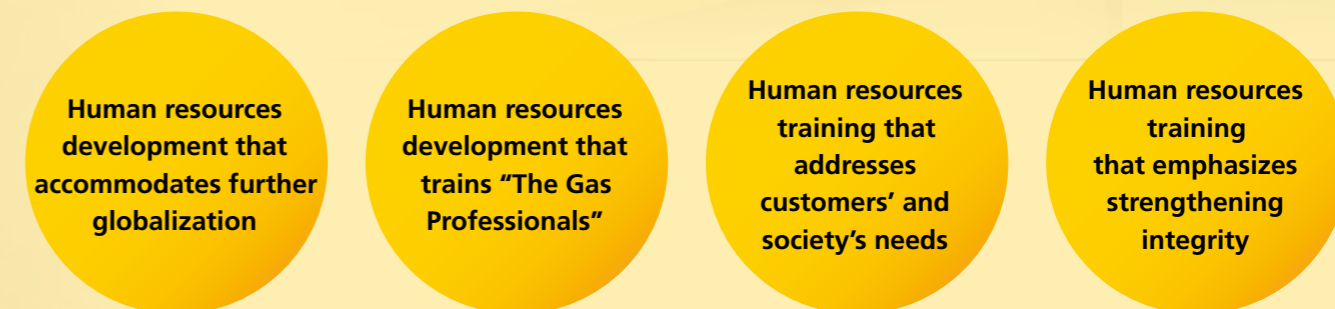 Human resources
development that
accommodates further
globalization
Human resources
development that
trains “The Gas
Professionals”
Human resources
training that
addresses
customers’ and
society’s needs
Human resources
training
that emphasizes
strengthening
integrity